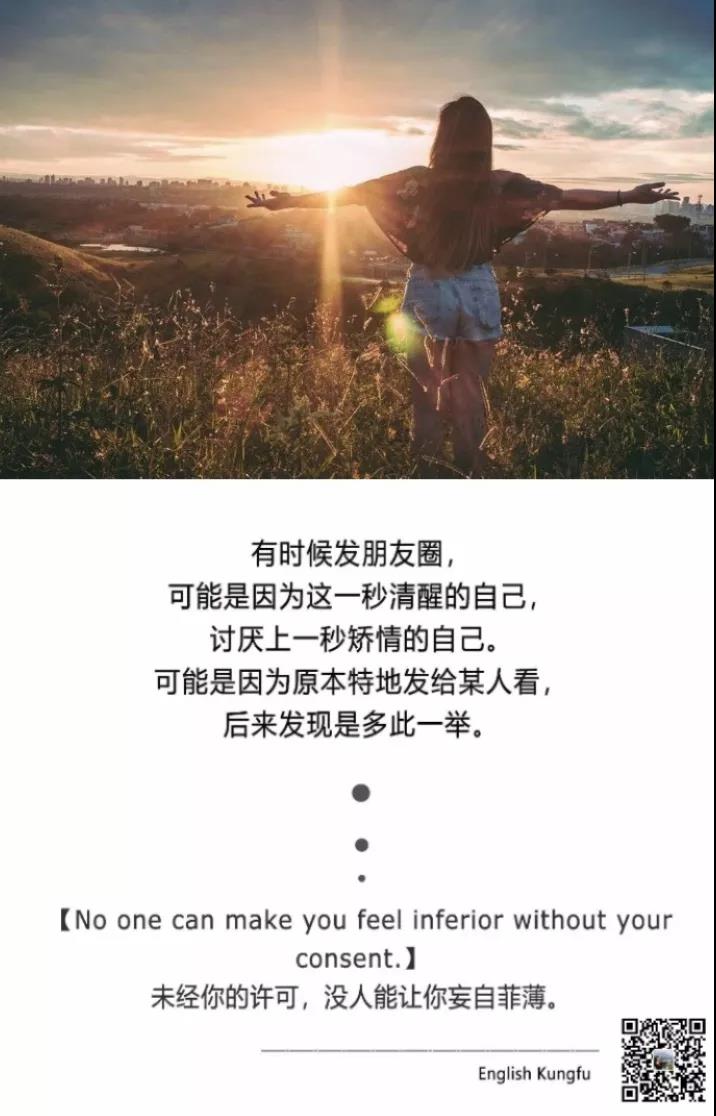 有时候发朋友圈，
可能是因为这一秒清醒的自己，
讨厌上一秒矫情的自己。
可能是因为原本特地发给某人看，
后来发现是多此一举。
【No one can make you feel inferior without your
consent.】
未经你的许可，没人能让你妄自菲薄。
English Kungfu